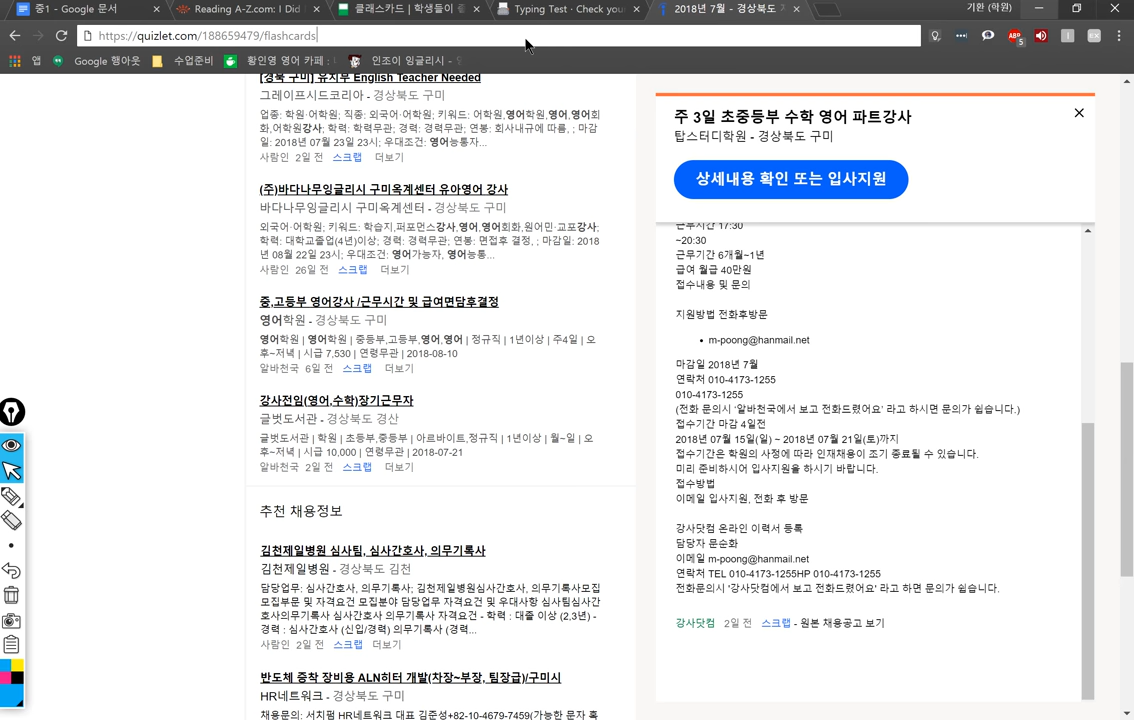 중1 - Google 문서
Reading A-Z.com: I Did
클래스카드 | 학생들이 열
Typing Test · Check you
2018년 7월 - 경상북도
기환 (학원)
https://quizlet.com/188659479/flashcards
앱
Google 행아웃
수업준비
황인영 영어 카페 :
인조이 잉글리시 -
[경북 구미] 유치부 English Teacher Needed
그레이프시드코리아 - 경상북도 구미
업종: 학원·어학원; 직종: 외국어·어학원; 키워드: 어학원,영어학원,영어,영어회
화,어학원강사; 학력: 학력무관; 경력: 경력무관; 연봉: 회사내규에 따름, ; 마감
일: 2018년 07월 23일 23시; 우대조건: 영어능통자...
사람인 2일 전 스크랩 더보기
(주)바다나무잉글리시 구미옥계센터 유아영어 강사
바다나무잉글리시 구미옥계센터 - 경상북도 구미
외국어·어학원; 키워드: 학습지,퍼포먼스강사,영어,영어회화,원어민·교포강사;
학력: 대학교졸업(4년)이상; 경력: 경력무관; 연봉: 면접후 결정, ; 마감일: 2018
년 08월 22일 23시; 우대조건: 영어가능자, 영어능통...
사람인 26일 전 스크랩 더보기
중,고등부 영어강사 /근무시간 및 급여면담후결정
영어학원 - 경상북도 구미
영어학원 | 영어학원 | 중등부,고등부,영어,영어 | 정규직 | 1년이상 | 주4일 | 오
후~저녁 | 시급 7,530 | 연령무관 | 2018-08-10
알바천국 6일 전 스크랩 더보기
강사전임(영어,수학)장기근무자
글벗도서관 - 경상북도 경산
글벗도서관 | 학원 | 초등부,중등부 | 아르바이트,정규직 | 1년이상 | 월~일 | 오
후~저녁 | 시급 10,000 | 연령무관 | 2018-07-21
알바천국 2일 전 스크랩 더보기
추천 채용정보
김천제일병원 심사팀, 심사간호사, 의무기록사
김천제일병원 - 경상북도 김천
담당업무: 심사간호사, 의무기록사; 김천제일병원심사간호사, 의무기록사모집
모집부문 및 자격요건 모집분야 담당업무 자격요건 및 우대사항 심사팀심사간
호사의무기록사 심사간호사 의무기록사 자격요건 - 학력 : 대졸 이상 (2,3년) -
경력 : 심사간호사 (신입/경력) 의무기록사 (경력...
사람인 2일 전 스크랩 더보기
반도체 증착 장비용 ALN히터 개발(차장~부장, 팀장급)/구미시
HR네트워크 - 경상북도 구미
채용문의: 서치펌 HR네트워크 대표 김준성+82-10-4679-7459(가능한 문자 혹
주 3일 초중등부 수학 영어 파트강사
탑스터디학원 - 경상북도 구미
상세내용 확인 또는 입사지원
근무시간 17:30
~20:30
근무기간 6개월~1년
급여 월급 40만원
접수내용 및 문의
지원방법 전화후방문
• m-poong@hanmail.net
마감일 2018년 7월
연락처 010-4173-1255
010-4173-1255
(전화 문의시 '알바천국에서 보고 전화드렸어요' 라고 하시면 문의가 쉽습니다.)
접수기간 마감 4일전
2018년 07월 15일(일) ~ 2018년 07월 21일(토)까지
접수기간은 학원의 사정에 따라 인재채용이 조기 종료될 수 있습니다.
미리 준비하시어 입사지원을 하시기 바랍니다.
접수방법
이메일 입사지원, 전화 후 방문
강사닷컴 온라인 이력서 등록
담당자 문순화
이메일 m-poong@hanmail.net
연락처 TEL 010-4173-1255HP 010-4173-1255
전화문의시 '강사닷컴에서 보고 전화드렸어요' 라고 하면 문의가 쉽습니다.
강사닷컴 2일 전 스크랩 - 원본 채용공고 보기